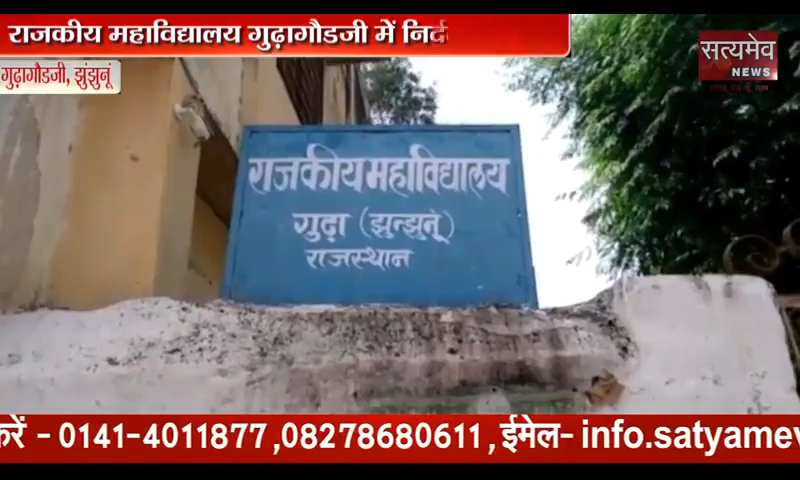 राजकीय महाविद्यालय गुढ़ागौडजी में
गुढ़ागौडजी, झुंझुनूं
सत्यमेव
NEWS
राजकीय महाविद्यालय
गुढ़ा (झुन्झुनूं)
राजस्थान
करें - 0141-4011877,08278680611, ईमेल- info.satyamev